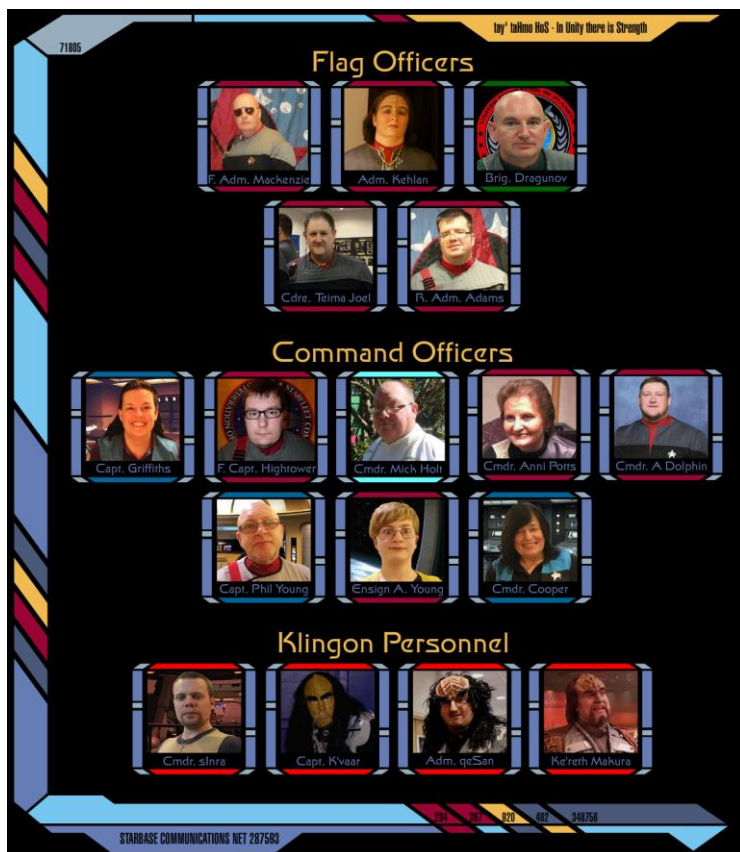 tay' taHmo HoS - In Unity there is Strength
71805
Flag Officers
F. Adm. Mackenzie
Adm. Kehlan
Brig. Dragunov
Cdre. Teima Joel
R. Adm. Adams
Command Officers
Capt. Griffiths
F. Capt. Hightower
Cmdr. Mick Holt
Cmdr. Anni Potts
Cmdr. A Dolphin
Capt. Phil Young
Ensign A. Young
Cmdr. Cooper
Klingon Personnel
Cmdr. sInra
Capt. K'vaar
Adm. qeSan
Ke'reth Makura
820 482 348756
STARBASE COMMUNICATIONS NET 287593